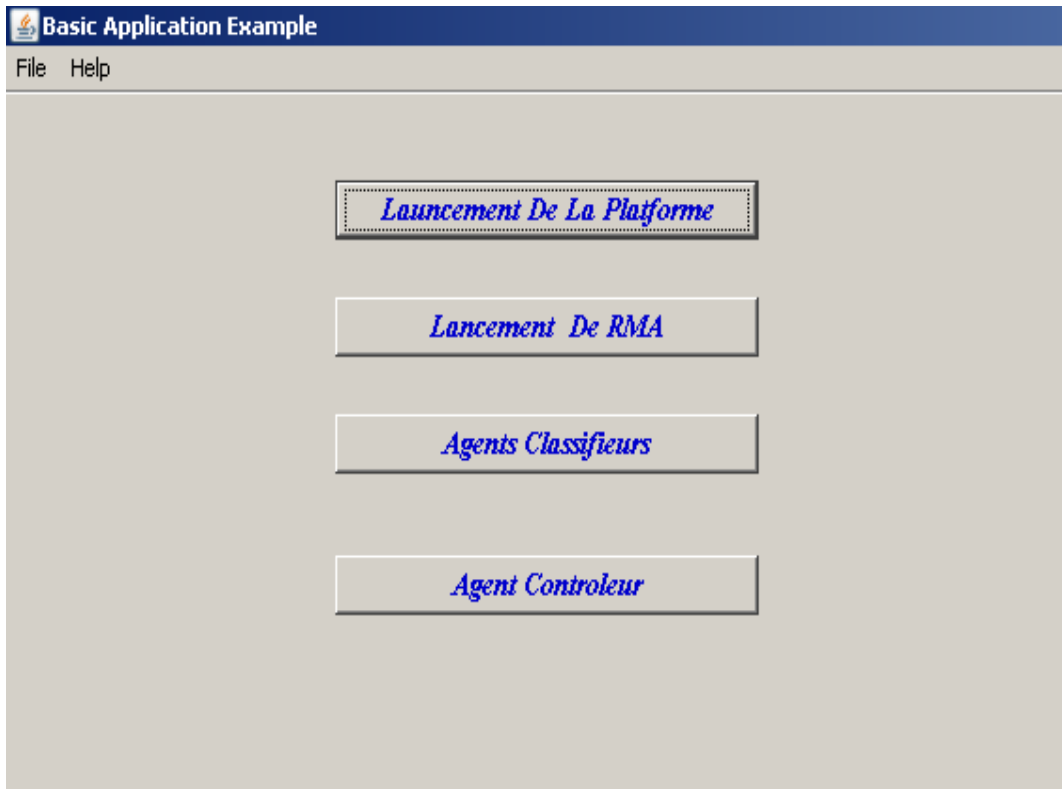 Basic Application Example
File Help
Launcement De La Platforme
Lancement De RMA
Agents Classifieurs
Agent Controleur